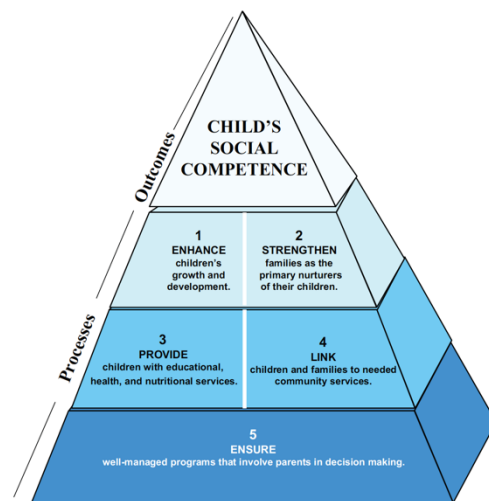 CHILD'S
SOCIAL
COMPETENCE
Outcomes
1
ENHANCE
children's
growth and
development.
2
STRENGTHEN
families as the
primary nurturers
of their children.
Processes
3
PROVIDE
children with educational,
health, and nutritional services.
4
LINK
children and families to needed
community services.
5
ENSURE
well-managed programs that involve parents in decision making.